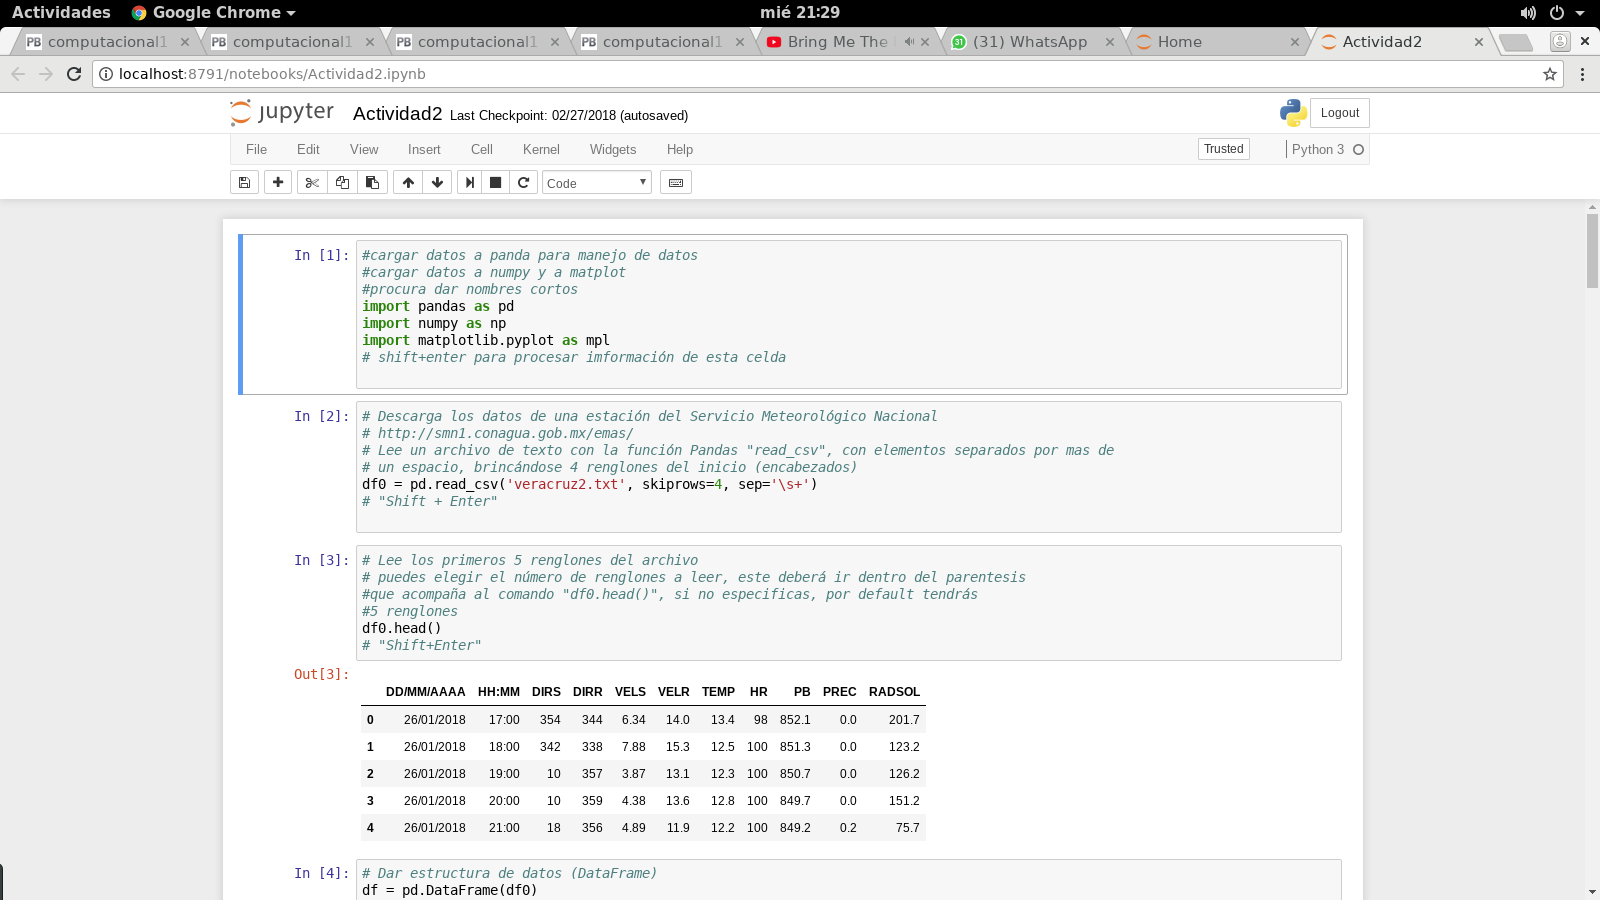 Actividades Google Chrome mié 21:29
PB computacional1 PB computacional1 PB computacional1 PB computacional1 Bring Me The (31) WhatsApp Home Actividad2
localhost:8791/notebooks/Actividad2.ipynb
jupyter Actividad2 Last Checkpoint: 02/27/2018 (autosaved) Logout
File Edit View Insert Cell Kernel Widgets Help Trusted Python 3
Code
In [1]: #cargar datos a panda para manejo de datos
#cargar datos a numpy y a matplot
#procura dar nombres cortos
import pandas as pd
import numpy as np
import matplotlib.pyplot as mpl
# shift+enter para procesar imformación de esta celda
In [2]: # Descarga los datos de una estación del Servicio Meteorológico Nacional
# http://smn1.conagua.gob.mx/emas/
# Lee un archivo de texto con la función Pandas "read_csv", con elementos separados por mas de
# un espacio, brincándose 4 renglones del inicio (encabezados)
df0 = pd.read_csv('veracruz2.txt', skiprows=4, sep='\s+')
# "Shift + Enter"
In [3]: # Lee los primeros 5 renglones del archivo
# puedes elegir el número de renglones a leer, este deberá ir dentro del parentesis
#que acompaña al comando "df0.head()", si no especificas, por default tendrás
#5 renglones
df0.head()
# "Shift+Enter"
Out[3]:
DD/MM/AAAA HH:MM DIRS DIRR VELS VELR TEMP HR PB PREC RADSOL
0 26/01/2018 17:00 354 344 6.34 14.0 13.4 98 852.1 0.0 201.7
1 26/01/2018 18:00 342 338 7.88 15.3 12.5 100 851.3 0.0 123.2
2 26/01/2018 19:00 10 357 3.87 13.1 12.3 100 850.7 0.0 126.2
3 26/01/2018 20:00 10 359 4.38 13.6 12.8 100 849.7 0.0 151.2
4 26/01/2018 21:00 18 356 4.89 11.9 12.2 100 849.2 0.2 75.7
In [4]: # Dar estructura de datos (DataFrame)
df = pd.DataFrame(df0)